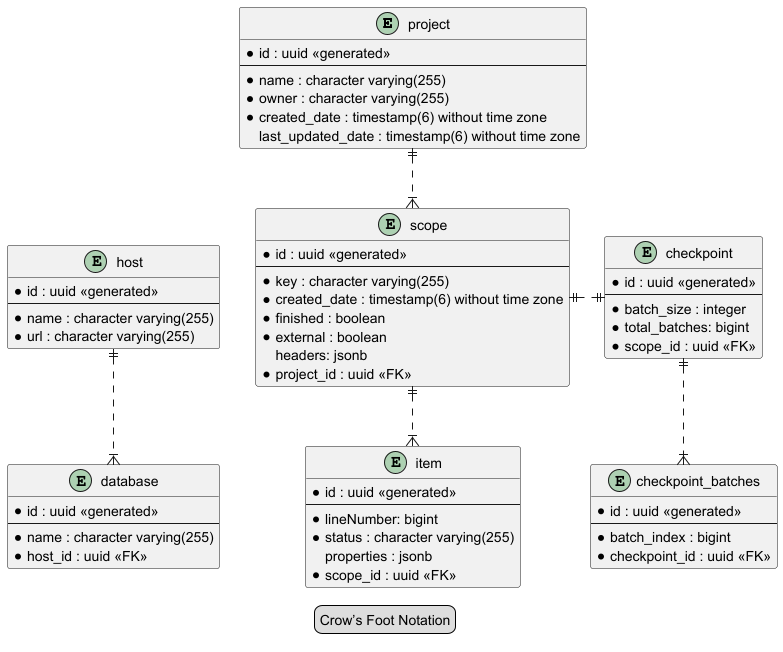 E project
* id : uuid «generated»
* name : character varying(255)
* owner : character varying(255)
* created_date : timestamp(6) without time zone
last_updated_date : timestamp(6) without time zone
E scope
* id : uuid «generated»
* key : character varying(255)
* created_date : timestamp(6) without time zone
* finished : boolean
* external : boolean
headers: jsonb
* project_id : uuid «FK»
E checkpoint
* id : uuid «generated»
* batch_size : integer
* total_batches: bigint
* scope_id : uuid «FK»
E host
* id : uuid «generated»
* name : character varying(255)
* url : character varying(255)
E database
* id : uuid «generated»
* name : character varying(255)
* host_id : uuid «FK»
E item
* id : uuid «generated»
* lineNumber: bigint
* status : character varying(255)
properties : jsonb
* scope_id : uuid «FK»
E checkpoint_batches
* id : uuid «generated»
* batch_index : bigint
* checkpoint_id : uuid «FK»
Crow's Foot Notation